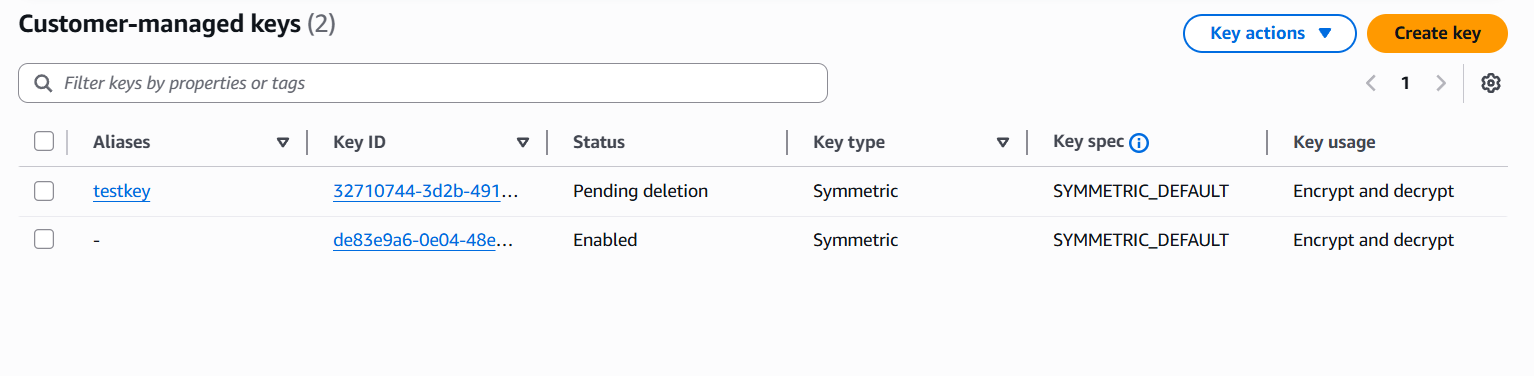 Customer-managed keys (2)
Key actions
Create key
Filter keys by properties or tags
1
Aliases Key ID Status Key type Key spec Key usage
testkey 32710744-3d2b-491... Pending deletion Symmetric SYMMETRIC_DEFAULT Encrypt and decrypt
- de83e9a6-0e04-48e... Enabled Symmetric SYMMETRIC_DEFAULT Encrypt and decrypt